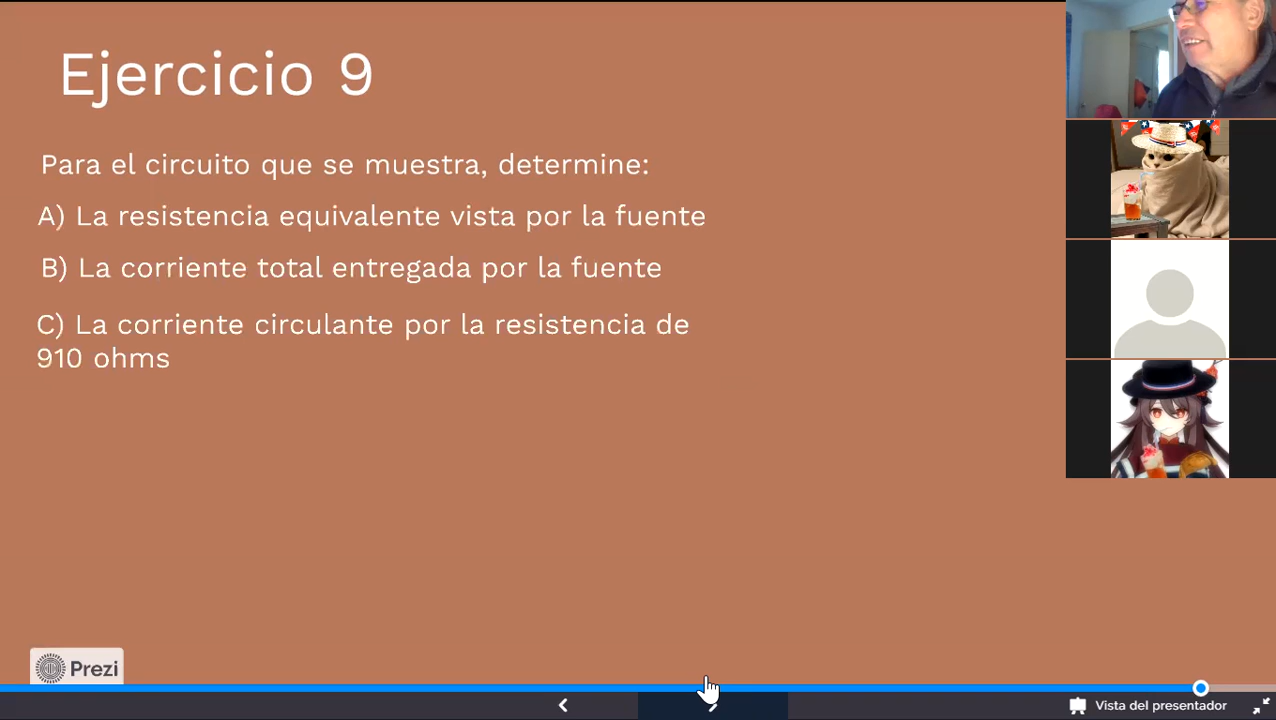 Ejercicio 9
Para el circuito que se muestra, determine:
A) La resistencia equivalente vista por la fuente
B) La corriente total entregada por la fuente
C) La corriente circulante por la resistencia de
910 ohms
Prezi
Vista del presentador